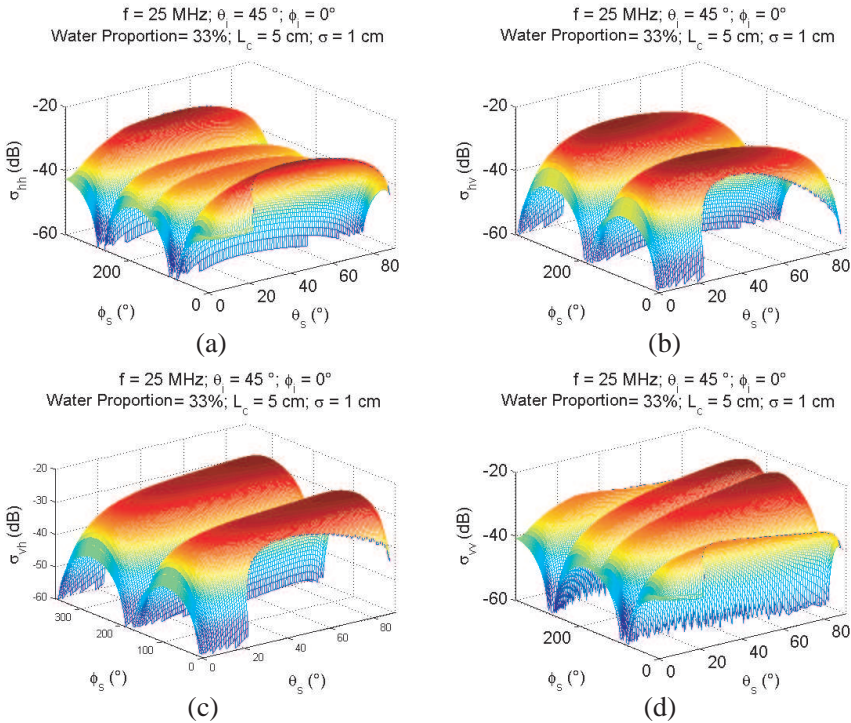 f = 25 MHz; θi = 45 °; ϕi = 0°
Water Proportion= 33%; Lc = 5 cm; σ = 1 cm
-20
-40
-60
σhh (dB)
200
0
ϕs (°)
0
20
40
60
80
θs (°)
(a)
f = 25 MHz; θi = 45 °; ϕi = 0°
Water Proportion= 33%; Lc = 5 cm; σ = 1 cm
-20
-40
-60
σhv (dB)
200
0
ϕs (°)
0
20
40
60
80
θs (°)
(b)
f = 25 MHz; θi = 45 °; ϕi = 0°
Water Proportion= 33%; Lc = 5 cm; σ = 1 cm
-20
-30
-40
-50
-60
σvh (dB)
300
200
100
0
ϕs (°)
0
20
40
60
80
θs (°)
(c)
f = 25 MHz; θi = 45 °; ϕi = 0°
Water Proportion= 33%; Lc = 5 cm; σ = 1 cm
-20
-40
-60
σvv (dB)
200
0
ϕs (°)
0
20
40
60
80
θs (°)
(d)